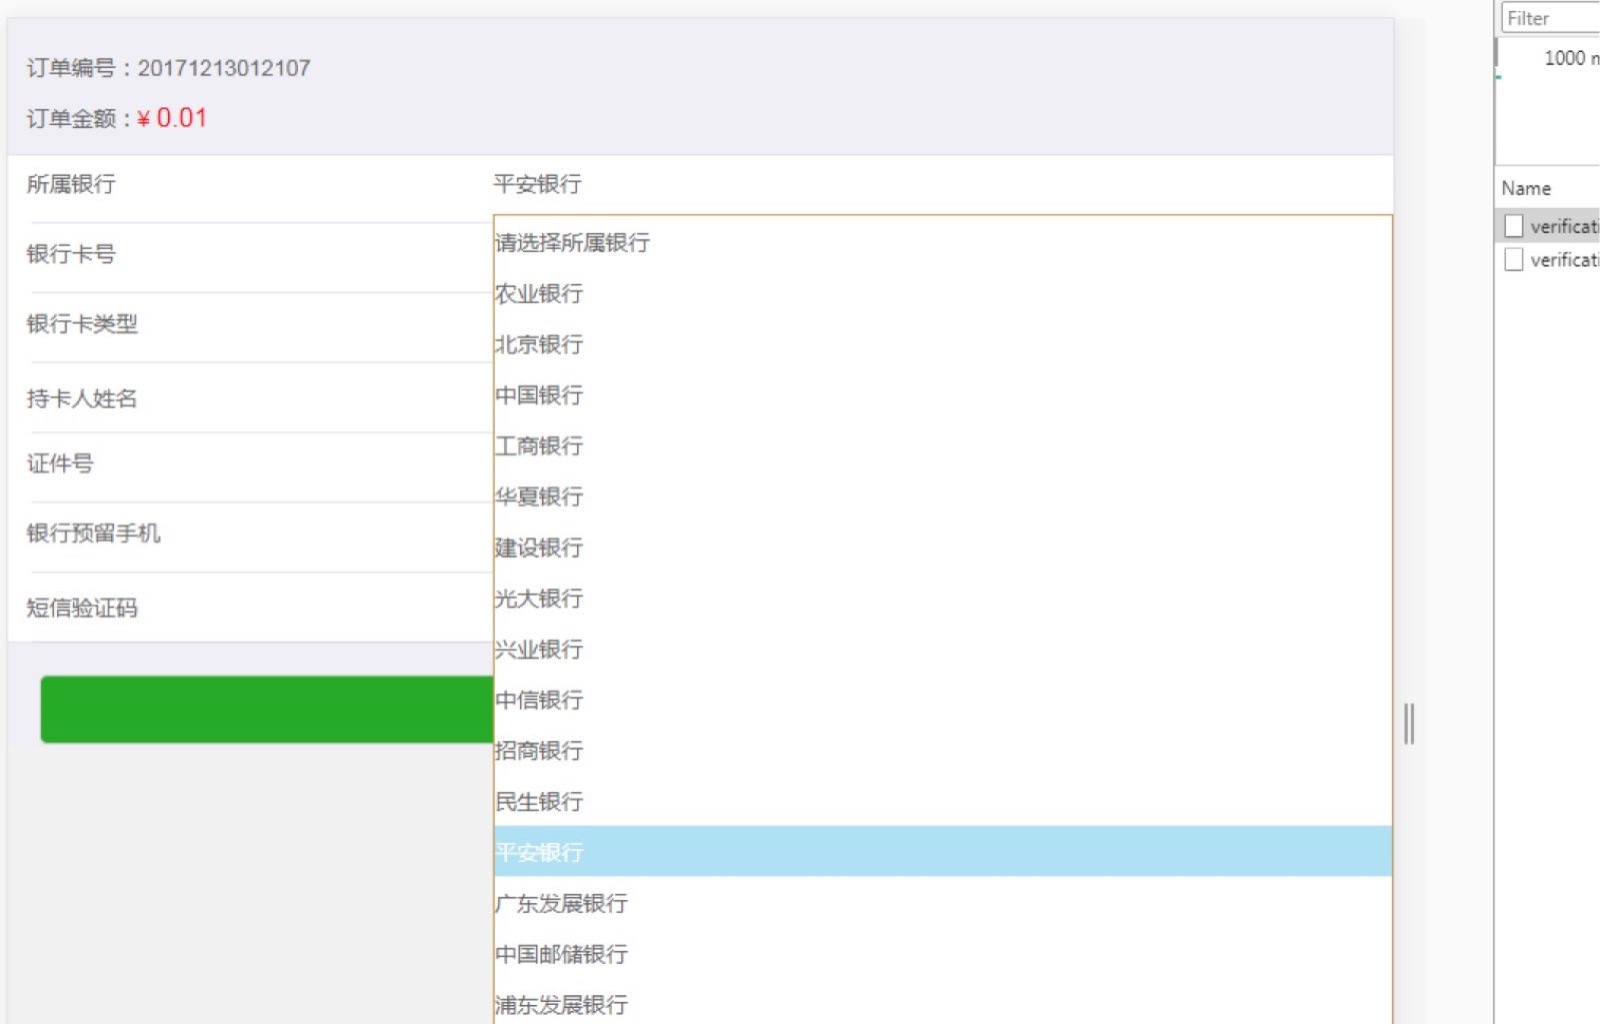 订单编号：20171213012107
订单金额：¥ 0.01
所属银行
平安银行
银行卡号
银行卡类型
持卡人姓名
证件号
银行预留手机
短信验证码
请选择所属银行
农业银行
北京银行
中国银行
工商银行
华夏银行
建设银行
光大银行
兴业银行
中信银行
招商银行
民生银行
平安银行
广东发展银行
中国邮储银行
浦东发展银行
Filter
1000 m
Name
verificati
verificati